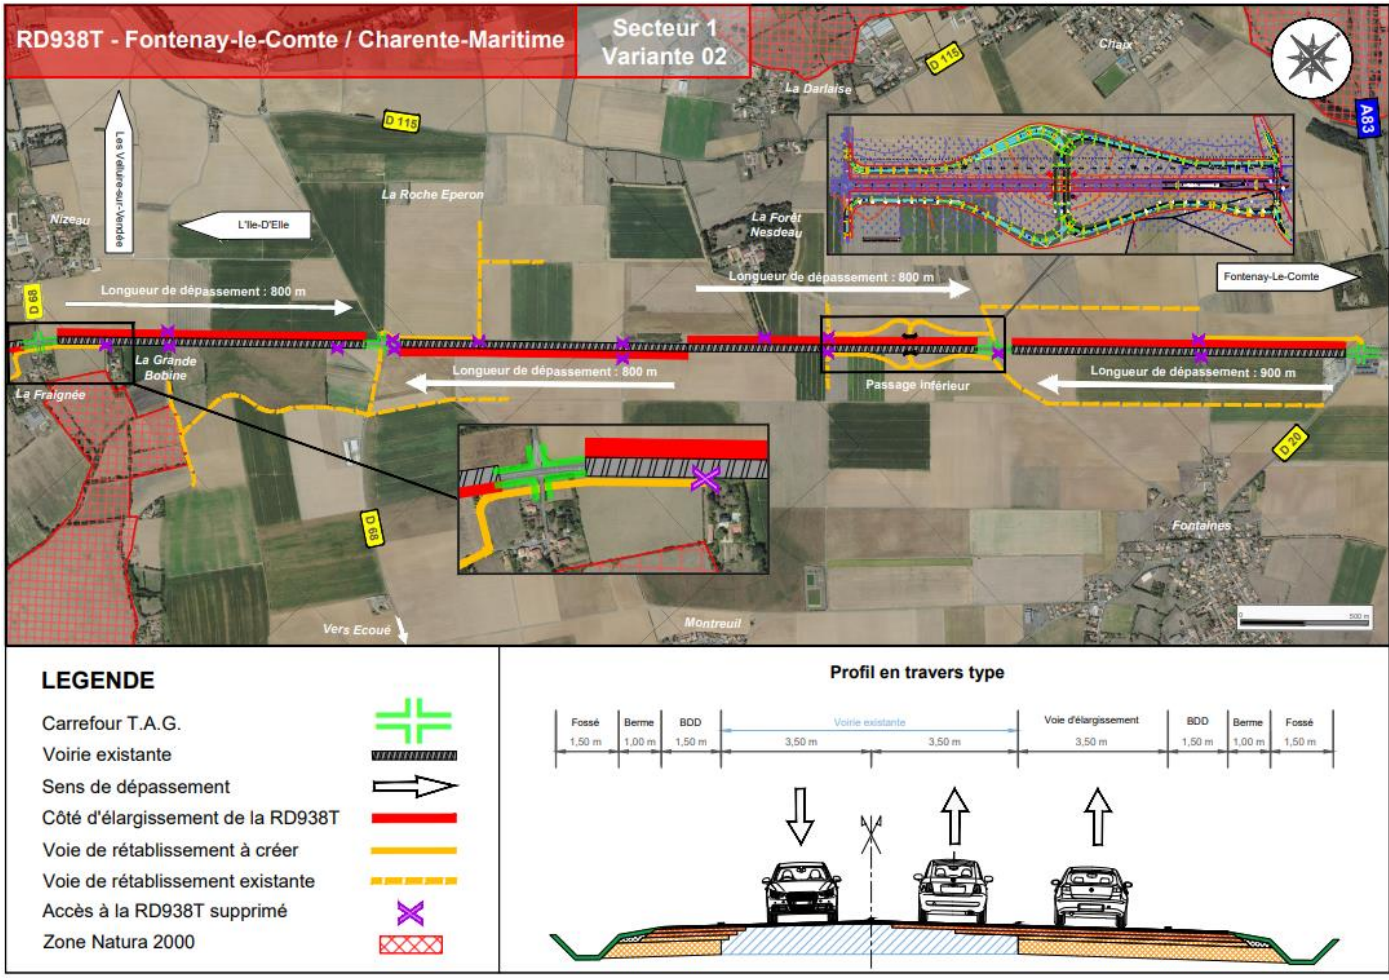 RD938T - Fontenay-le-Comte / Charente-Maritime
Secteur 1
Variante 02
Chaix
D 115
La Darlaise
A83
Les Velluire-sur-Vendée
D 115
La Roche Eperon
Nizeau
L'Ile-D'Elle
La Forêt
Nesdeau
Fontenay-Le-Comte
Longueur de dépassement : 800 m
Longueur de dépassement : 800 m
D 68
La Grande
Bobine
La Fraignée
Longueur de dépassement : 800 m
Passage inférieur
Longueur de dépassement : 900 m
D 20
D 68
Fontaines
Vers Ecoué
Montreuil
0
500 m
LEGENDE
Carrefour T.A.G.
Voirie existante
Sens de dépassement
Côté d'élargissement de la RD938T
Voie de rétablissement à créer
Voie de rétablissement existante
Accès à la RD938T supprimé
Zone Natura 2000
Profil en travers type
Fossé
Berme
BDD
Voirie existante
Voie d'élargissement
BDD
Berme
Fossé
1,50 m
1,00 m
1,50 m
3,50 m
3,50 m
3,50 m
1,50 m
1,00 m
1,50 m